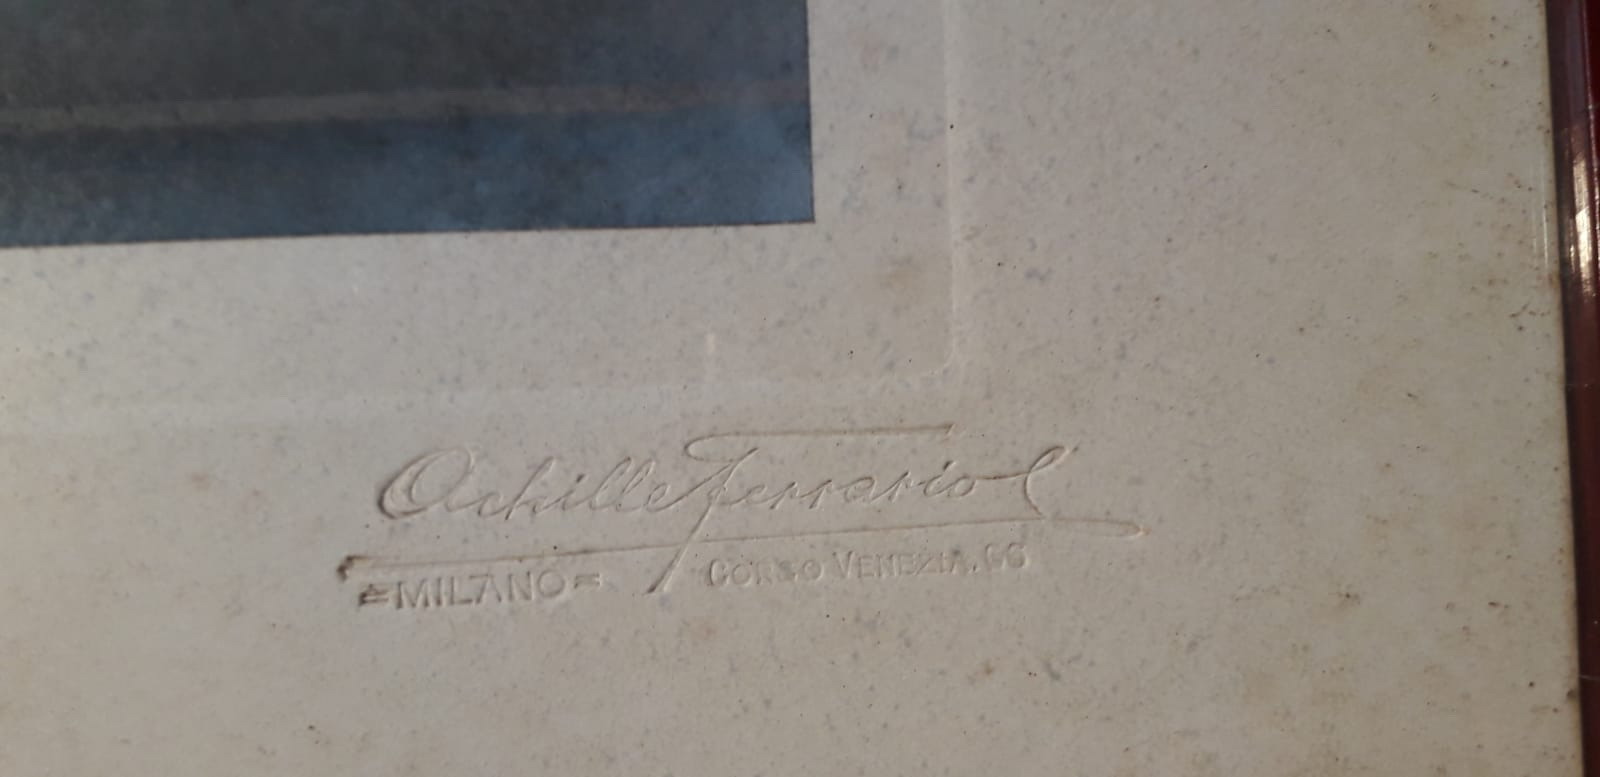 Achille Ferrario
MILANO CORSO VENEZIA.